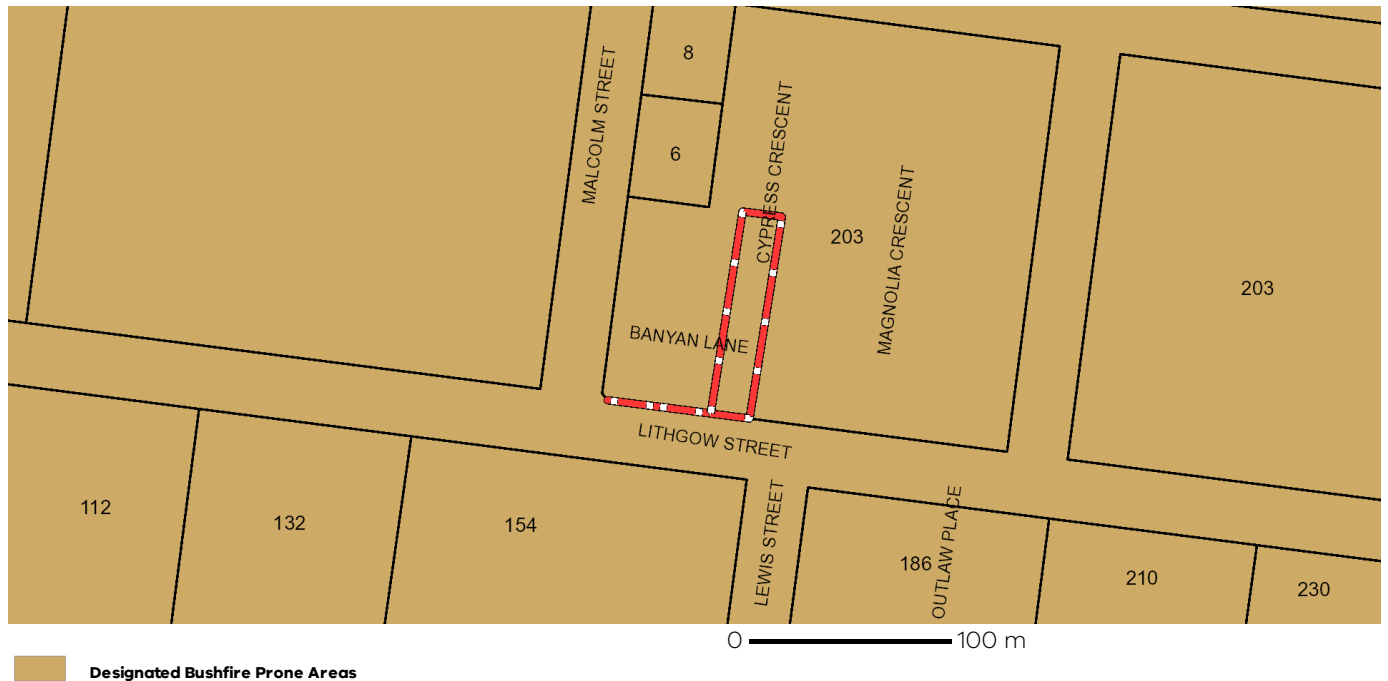 8
MALCOLM STREET
CYPRESS CRESCENT
6
MAGNOLIA CRESCENT
203
203
BANYAN LANE
LITHGOW STREET
LEWIS STREET
OUTLAW PLACE
112
132
154
186
210
230
0 100 m
Designated Bushfire Prone Areas